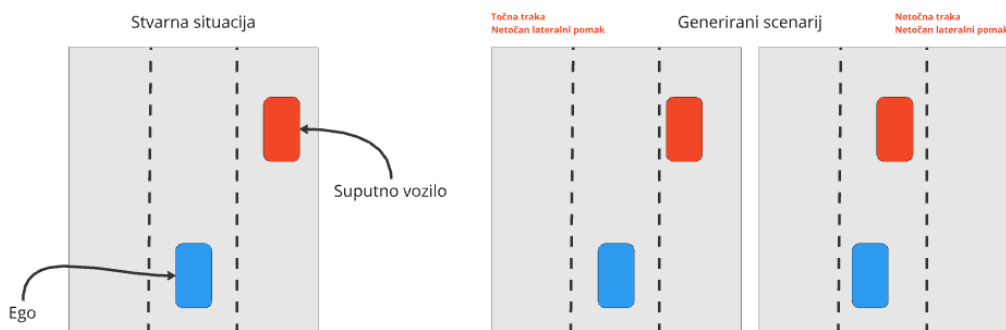 Stvarna situacija
Točna traka
Netočan lateralni pomak
Generirani scenarij
Netočna traka
Netočan lateralni pomak
Suputno vozilo
Ego